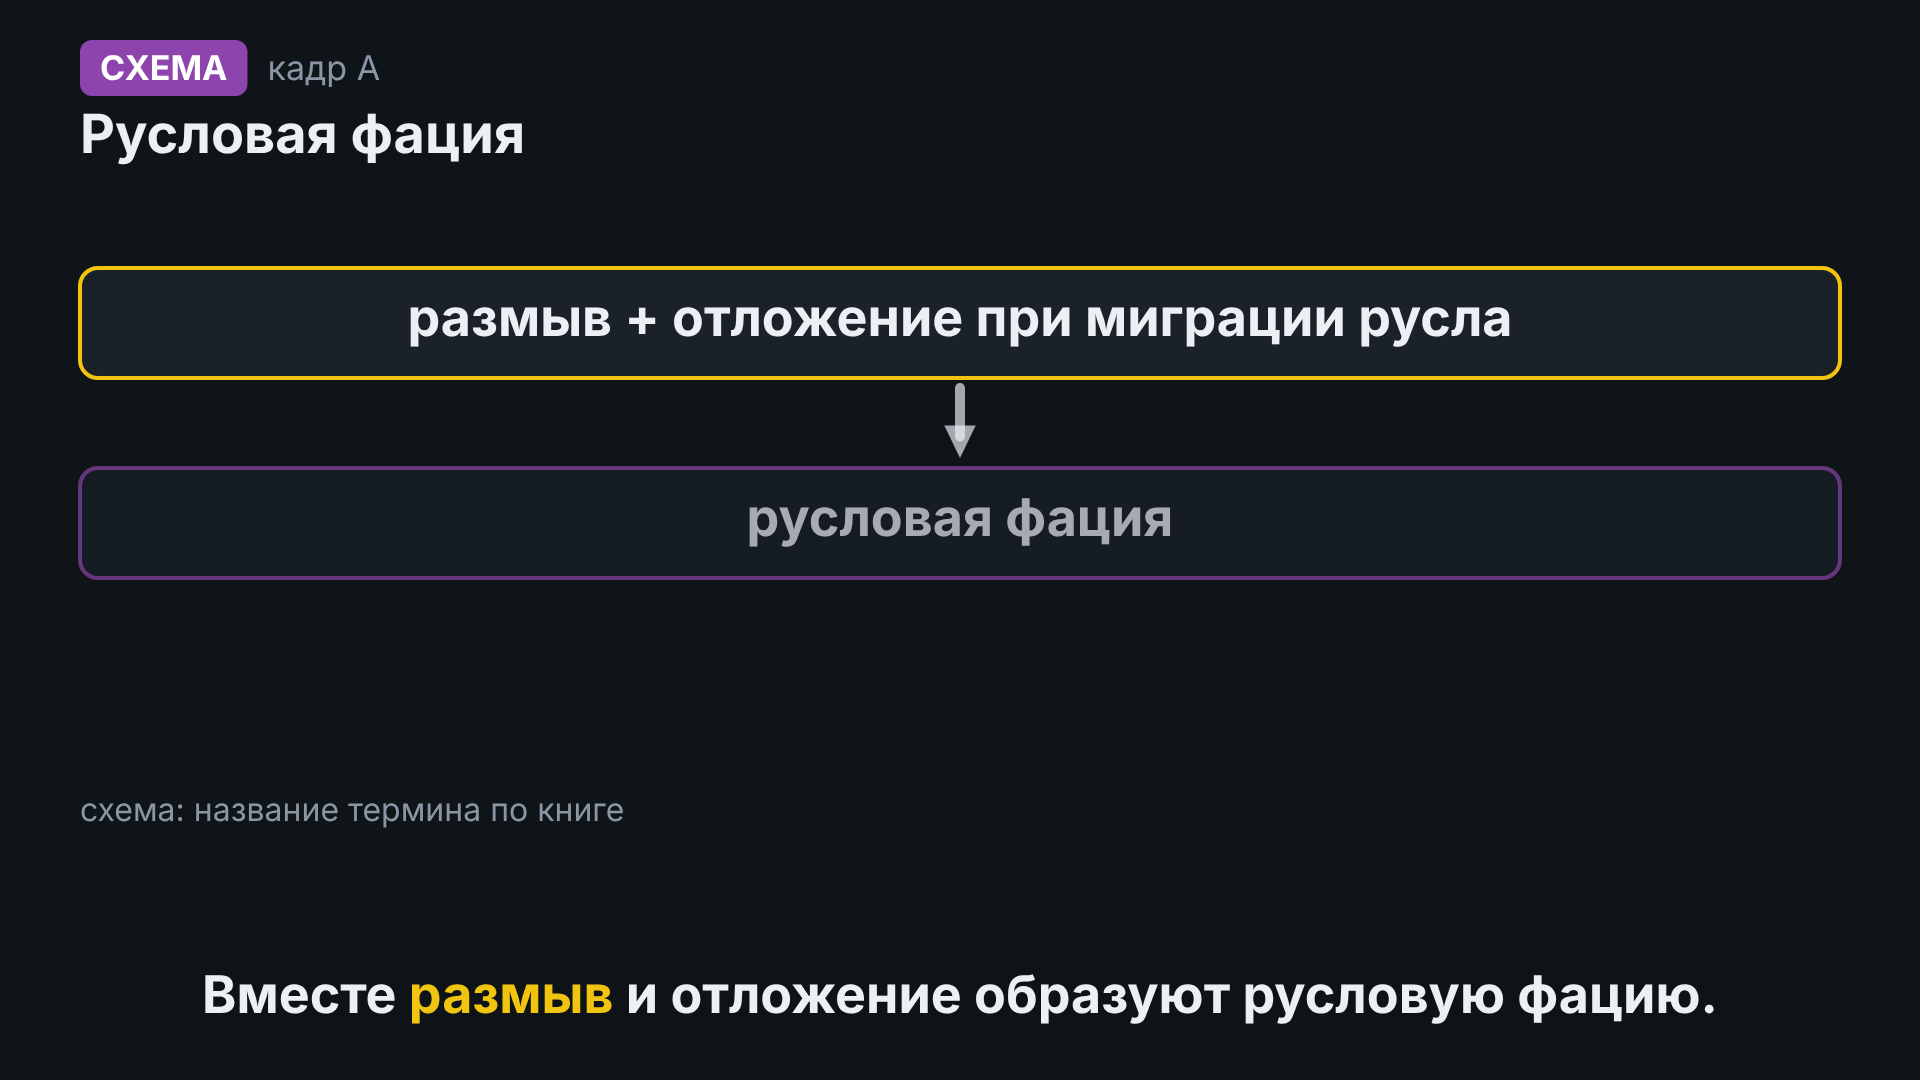 СХЕМА кадр А
Русловая фация
размыв + отложение при миграции русла
русловая фация
схема: название термина по книге
Вместе размыв и отложение образуют русловую фацию.